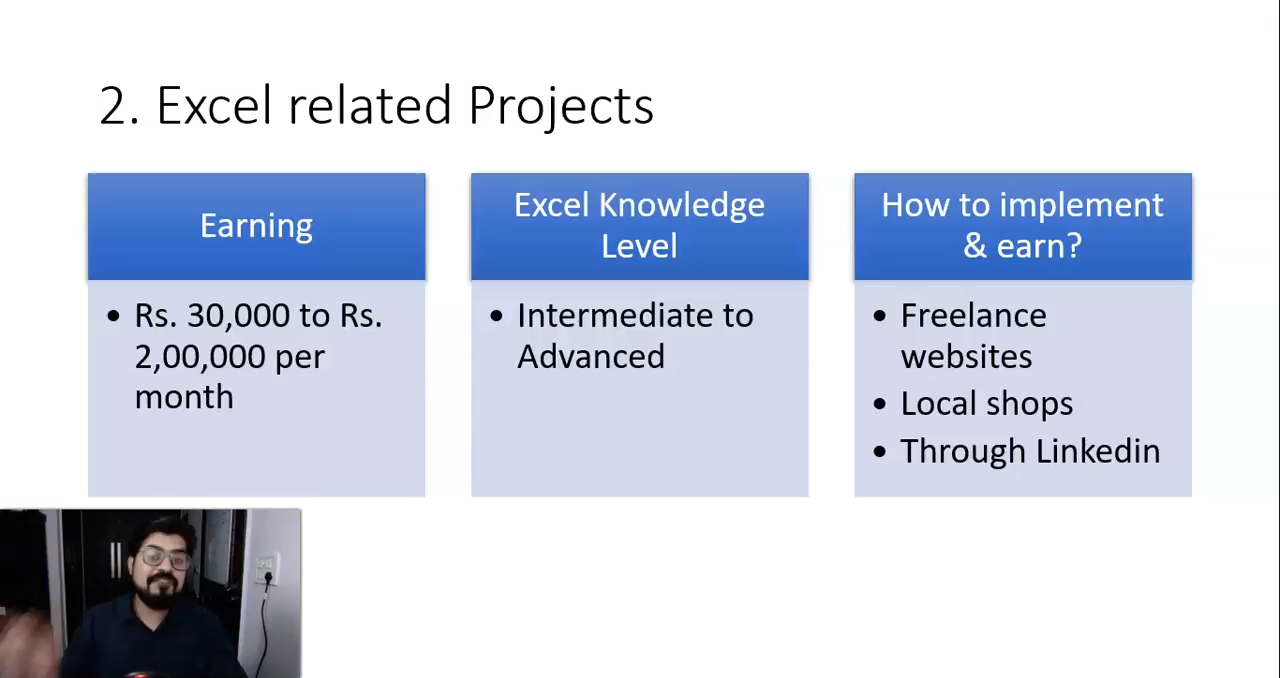 2. Excel related Projects
Earning
• Rs. 30,000 to Rs.
2,00,000 per
month
Excel Knowledge
Level
• Intermediate to
Advanced
How to implement
& earn?
• Freelance
websites
• Local shops
• Through Linkedin